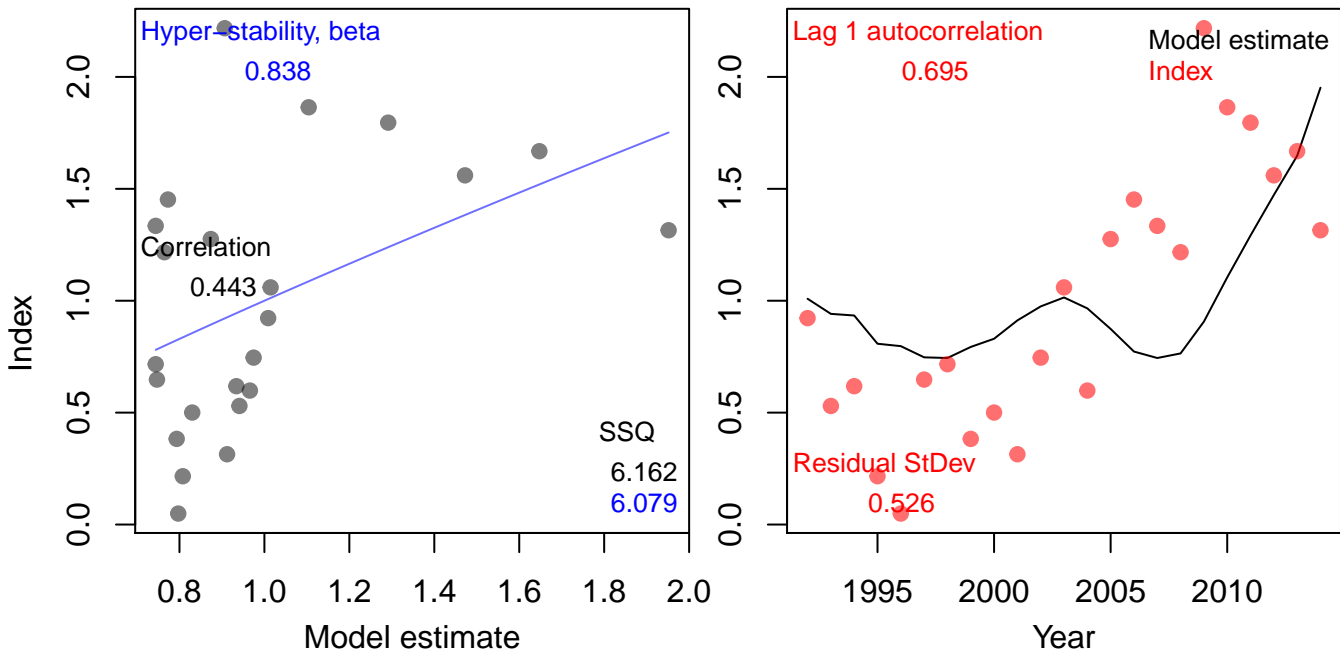 Hyper−stability, beta
0.838
Correlation
0.443
SSQ
6.162
6.079
Index
0.0
0.5
1.0
1.5
2.0
0.8 1.0 1.2 1.4 1.6 1.8 2.0
Model estimate
Lag 1 autocorrelation
0.695
Model estimate
Index
Residual StDev
0.526
0.0
0.5
1.0
1.5
2.0
1995 2000 2005 2010
Year